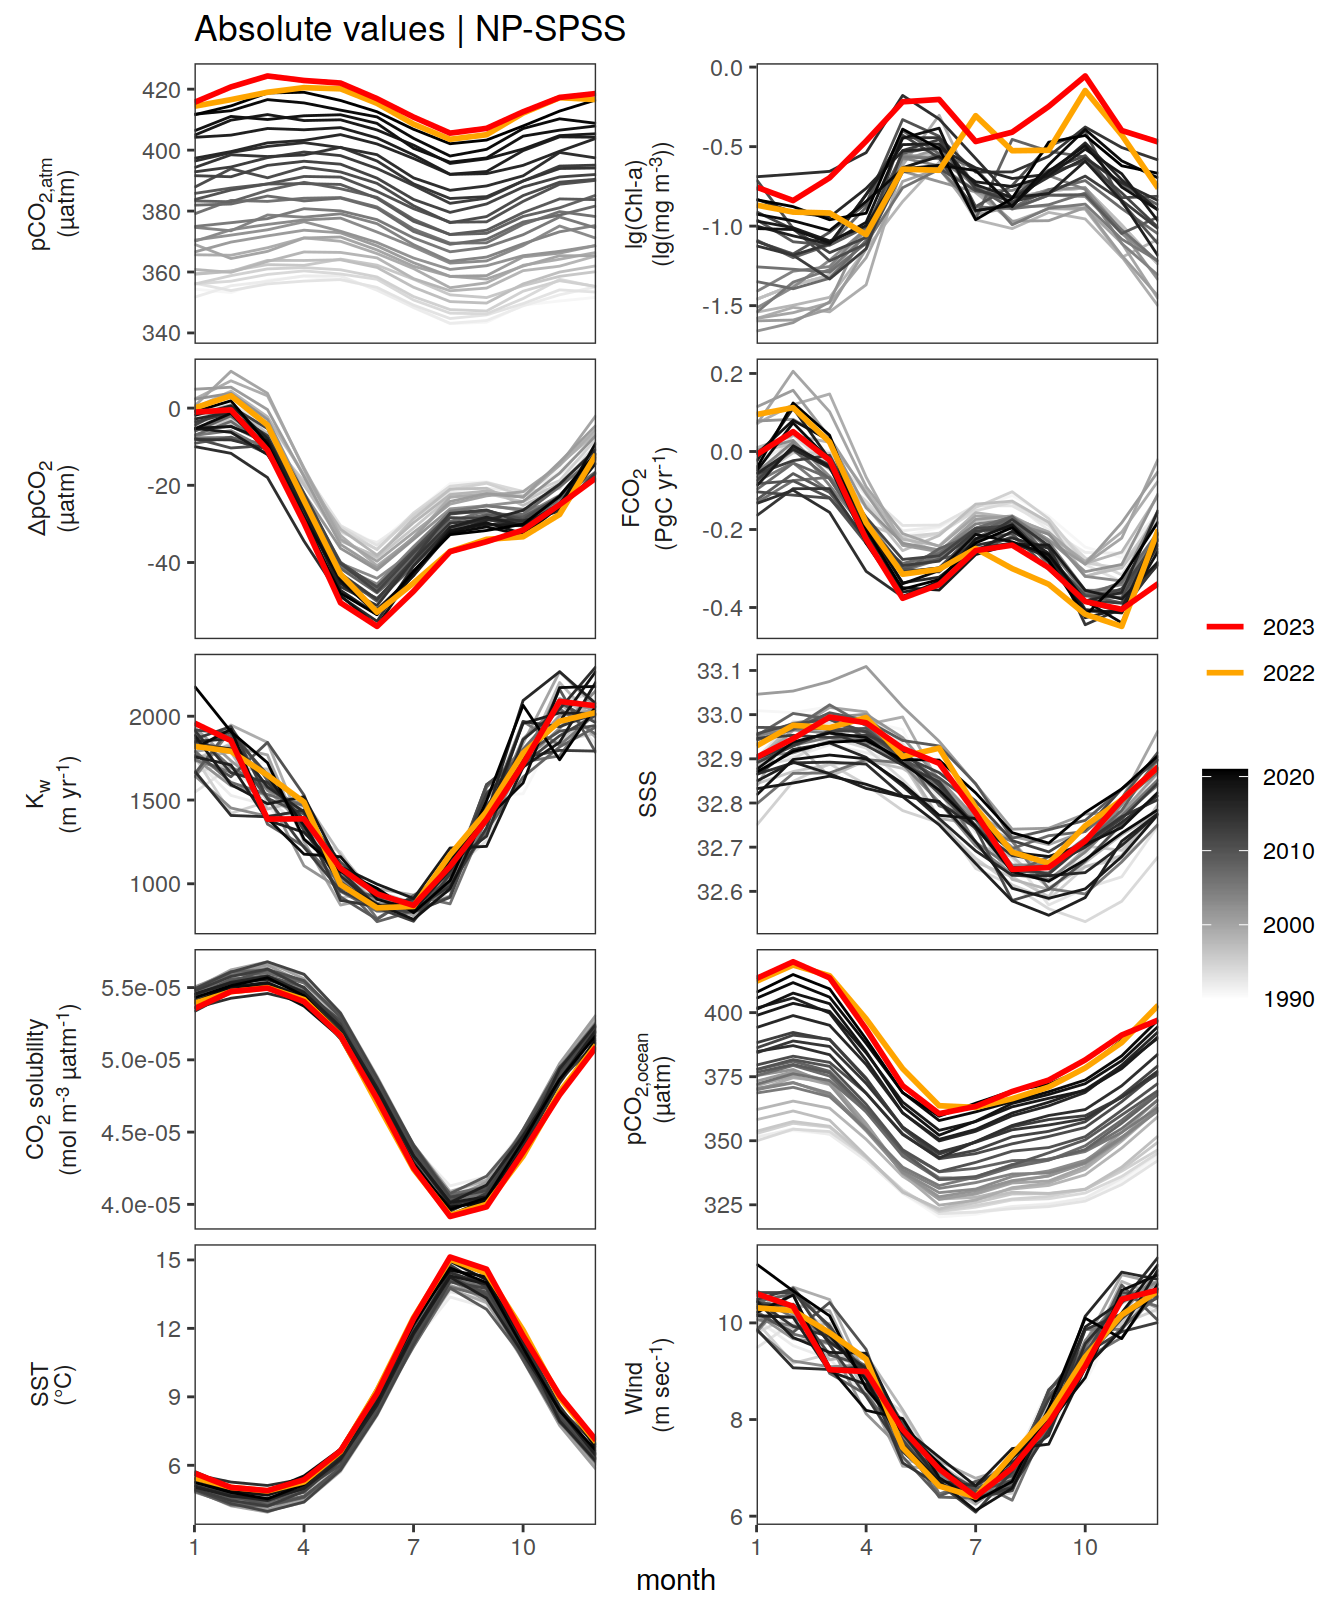 Absolute values | NP-SPSS
pCO2,atm
(µatm)
420
400
380
360
340
lg(Chl-a)
(lg(mg m-3))
0.0
-0.5
-1.0
-1.5
ΔpCO2
(µatm)
0
-20
-40
FCO2
(PgC yr-1)
0.2
0.0
-0.2
-0.4
Kw
(m yr-1)
2000
1500
1000
SSS
33.1
33.0
32.9
32.8
32.7
32.6
CO2 solubility
(mol m-3 µatm-1)
5.5e-05
5.0e-05
4.5e-05
4.0e-05
pCO2,ocean
(µatm)
400
375
350
325
SST
(°C)
15
12
9
6
1 4 7 10
Wind
(m sec-1)
10
8
6
1 4 7 10
month
2023
2022
2020
2010
2000
1990